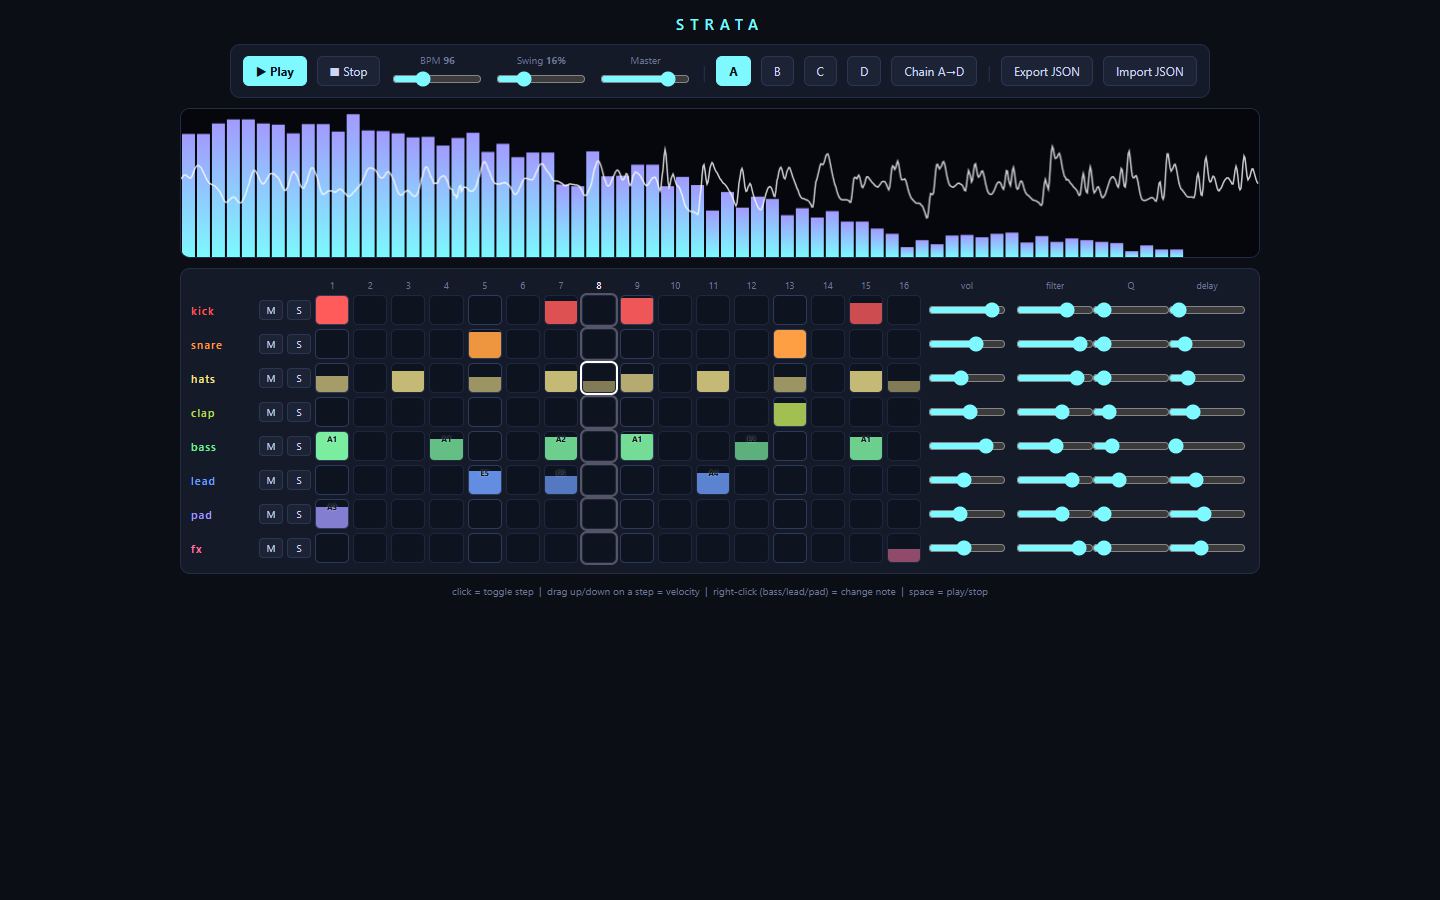 STRATA
▶ Play ■ Stop BPM 96 Swing 16% Master A B C D Chain A→D Export JSON Import JSON
1 2 3 4 5 6 7 8 9 10 11 12 13 14 15 16 vol filter Q delay
kick M S
snare M S
hats M S
clap M S
bass M S A1 A1 A2 A1 A1
lead M S E5 A4
pad M S A3
fx M S
click = toggle step | drag up/down on a step = velocity | right-click (bass/lead/pad) = change note | space = play/stop